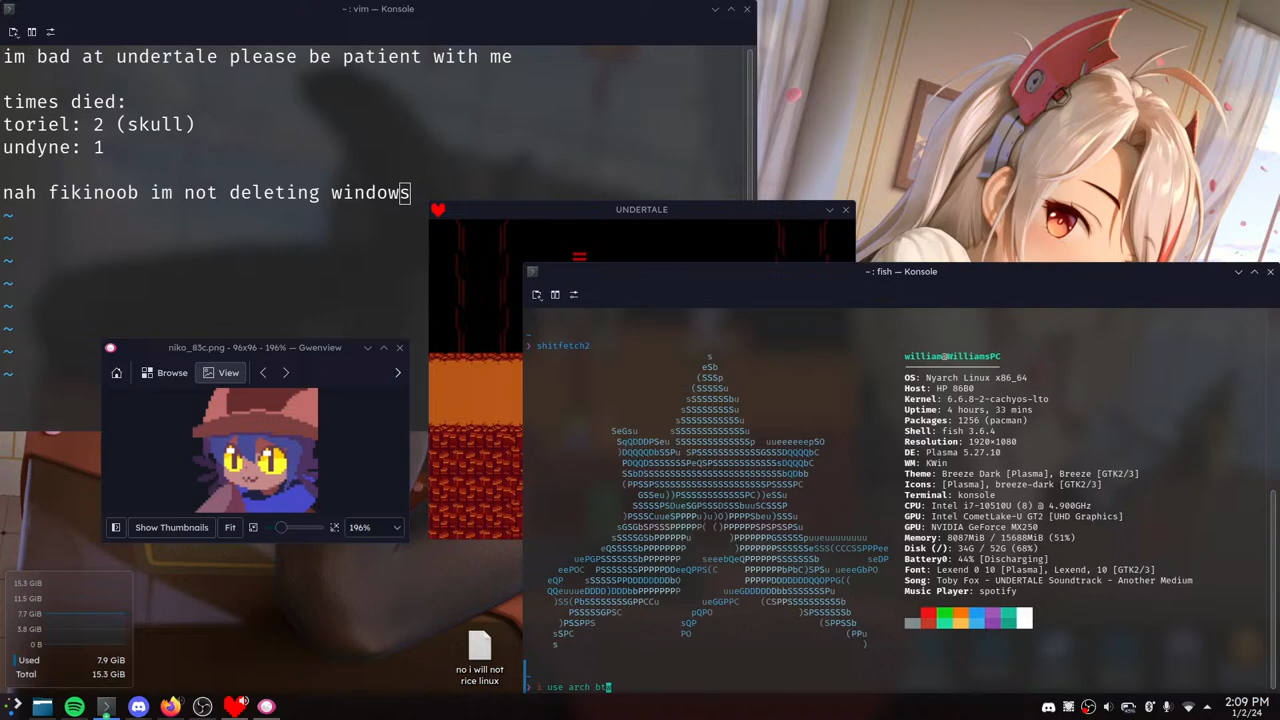 ~ : vim — Konsole
im bad at undertale please be patient with me
times died:
toriel: 2 (skull)
undyne: 1
nah fikinoob im not deleting windows
~
~
~
~
~
~
~
~
UNDERTALE
niko_83c.png - 96x96 - 196% — Gwenview
Browse
View
Show Thumbnails
Fit
196%
~ : fish — Konsole
~
❯ shitfetch2
william@WilliamsPC
OS: Nyarch Linux x86_64
Host: HP 86B0
Kernel: 6.6.8-2-cachyos-lto
Uptime: 4 hours, 33 mins
Packages: 1256 (pacman)
Shell: fish 3.6.4
Resolution: 1920×1080
DE: Plasma 5.27.10
WM: KWin
Theme: Breeze Dark [Plasma], Breeze [GTK2/3]
Icons: [Plasma], breeze-dark [GTK2/3]
Terminal: konsole
CPU: Intel i7-10510U (8) @ 4.900GHz
GPU: Intel CometLake-U GT2 [UHD Graphics]
GPU: NVIDIA GeForce MX250
Memory: 8087MiB / 15688MiB (51%)
Disk (/): 34G / 52G (68%)
Battery0: 44% [Discharging]
Font: Lexend 0 10 [Plasma], Lexend, 10 [GTK2/3]
Song: Toby Fox - UNDERTALE Soundtrack - Another Medium
Music Player: spotify
~
❯ i use arch btw
15.3 GiB
11.5 GiB
7.7 GiB
3.8 GiB
0 B
Used 7.9 GiB
Total 15.3 GiB
no i will not
rice linux
2:09 PM
1/2/24